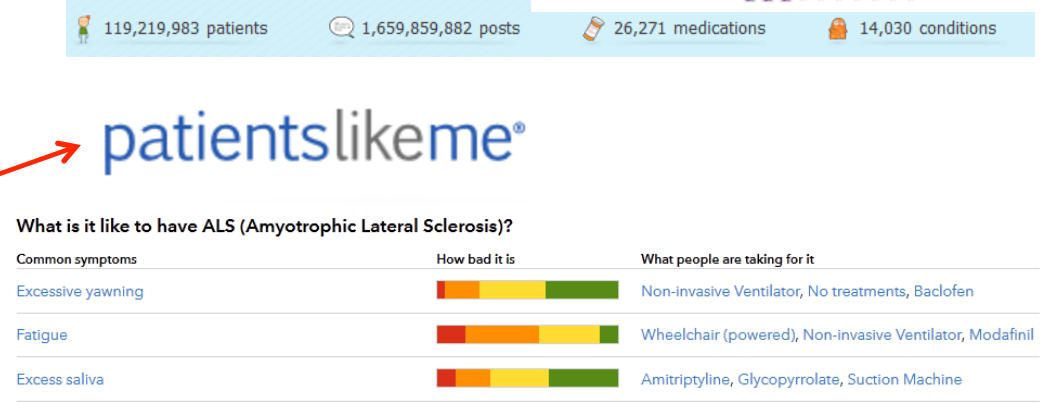 119,219,983 patients 1,659,859,882 posts 26,271 medications 14,030 conditions
patientslikeme®
What is it like to have ALS (Amyotrophic Lateral Sclerosis)?
Common symptoms How bad it is What people are taking for it
Excessive yawning Non-invasive Ventilator, No treatments, Baclofen
Fatigue Wheelchair (powered), Non-invasive Ventilator, Modafinil
Excess saliva Amitriptyline, Glycopyrrolate, Suction Machine